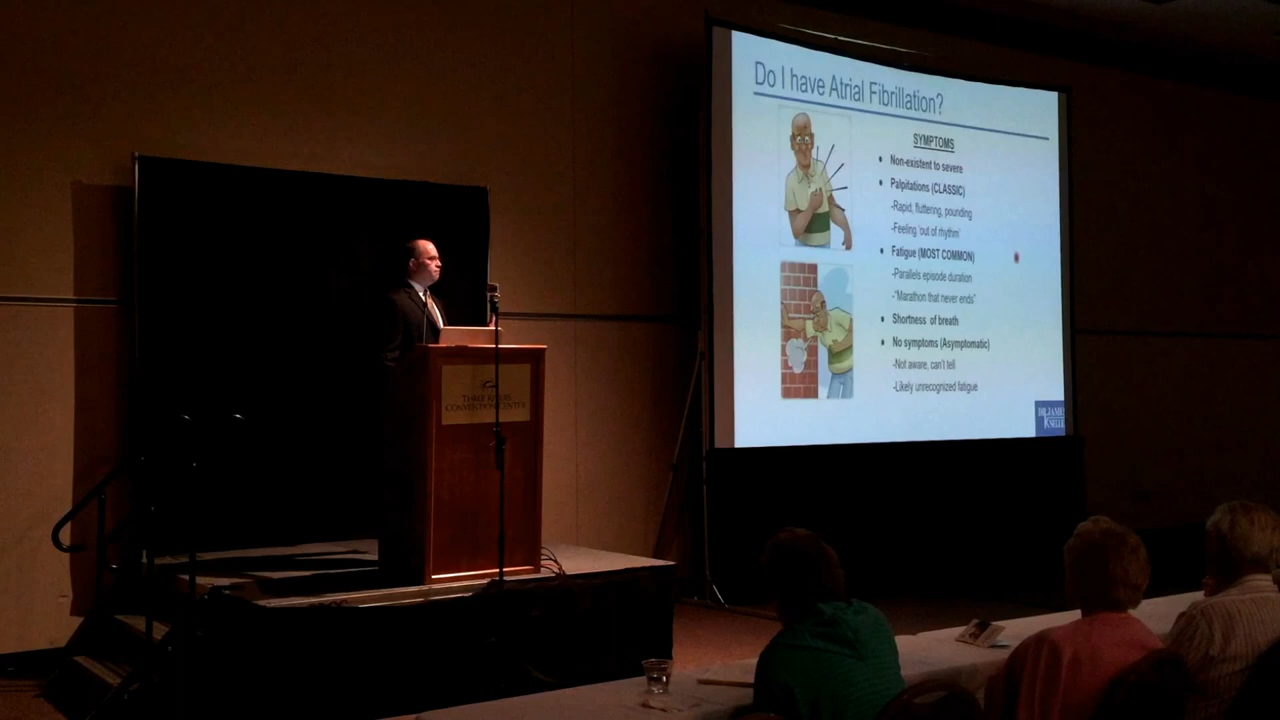 Do I have Atrial Fibrillation?
SYMPTOMS
• Non-existent to severe
• Palpitations (CLASSIC)
-Rapid, fluttering, pounding
-Feeling 'out of rhythm'
• Fatigue (MOST COMMON)
-Parallels episode duration
-"Marathon that never ends"
• Shortness of breath
• No symptoms (Asymptomatic)
-Not aware, can't tell
-Likely unrecognized fatigue
DR. JAMES
THREE RIVERS
CONVENTION CENTER